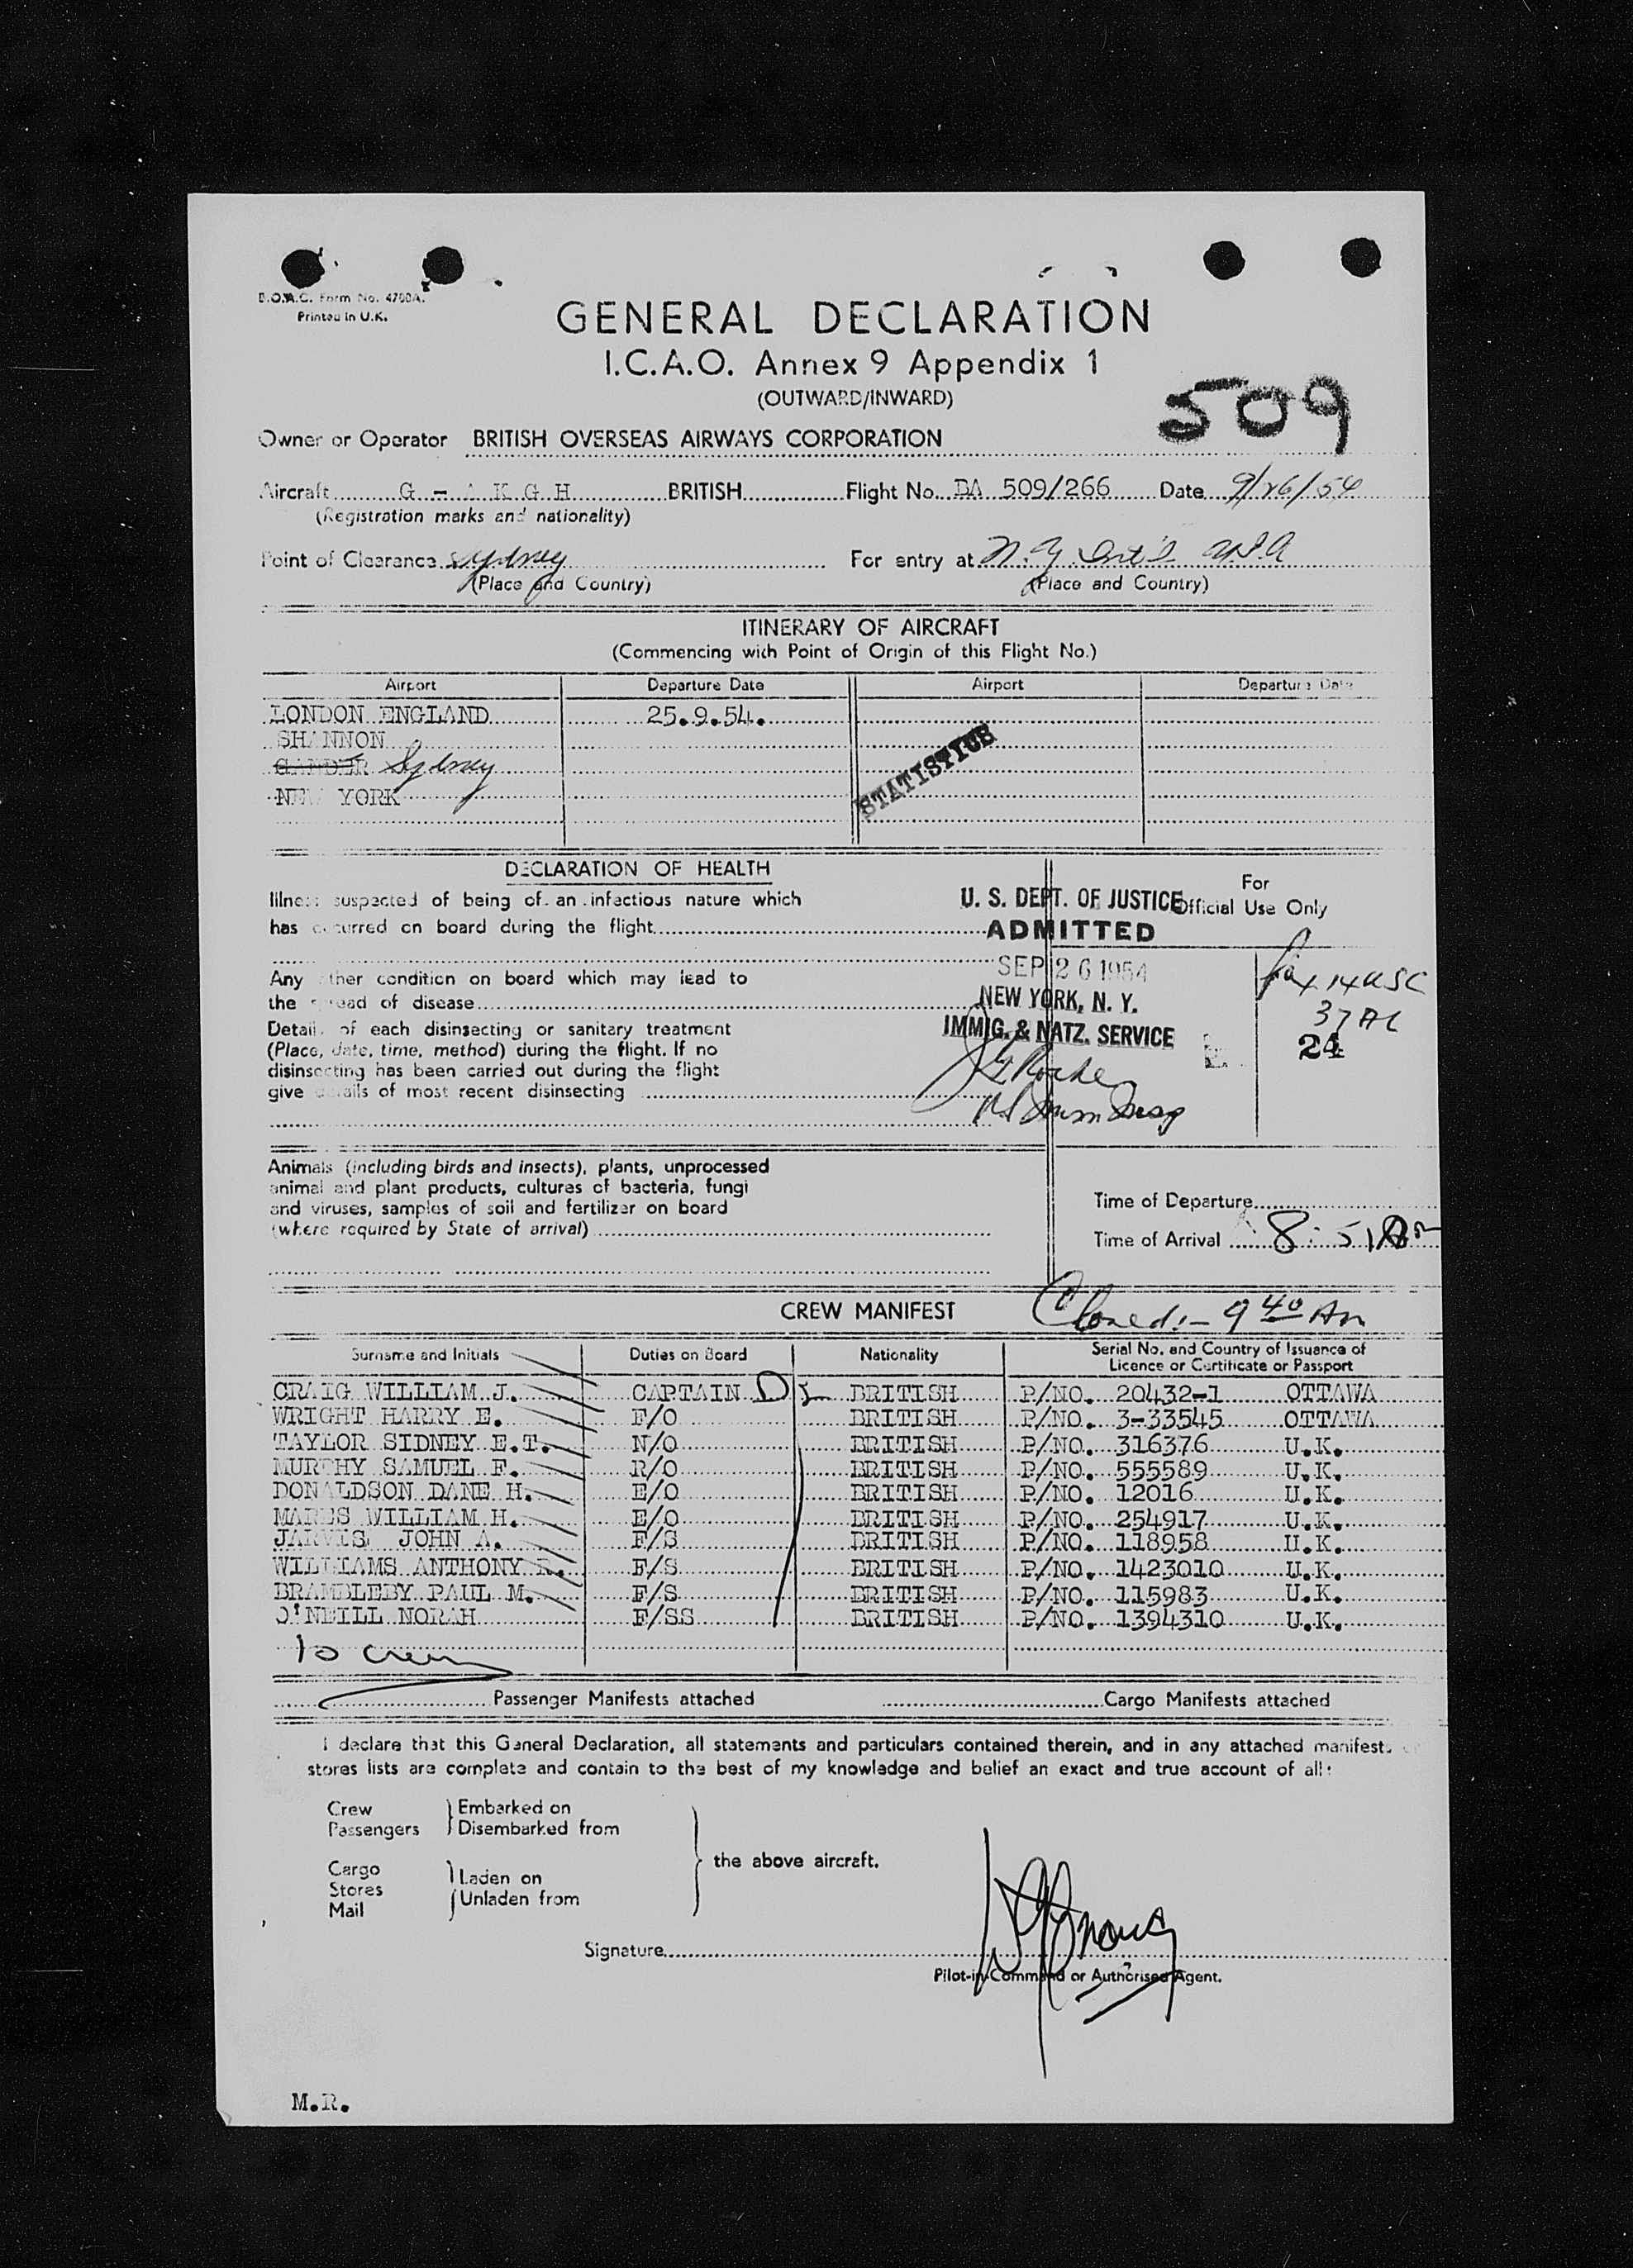 B.O.A.C. Form No. 4700A.
Printed in U.K.
GENERAL DECLARATION
I.C.A.O. Annex 9 Appendix 1
(OUTWARD/INWARD)
509
Owner or Operator BRITISH OVERSEAS AIRWAYS CORPORATION
Aircraft G - A K G H BRITISH Flight No. BA 509/266 Date 9/26/54
(Registration marks and nationality)
Point of Clearance Sydney For entry at N.Y. Int'l U.S.A
(Place and Country) (Place and Country)
ITINERARY OF AIRCRAFT
(Commencing with Point of Origin of this Flight No.)
Airport Departure Date Airport Departure Date
LONDON ENGLAND 25.9.54.
SHANNON
GANDER Sydney
NEW YORK
STATISTICS
DECLARATION OF HEALTH
For
Illness suspected of being of an infectious nature which U. S. DEPT. OF JUSTICE Official Use Only
has occurred on board during the flight ADMITTED
SEP 26 1954
Any other condition on board which may lead to
the spread of disease NEW YORK, N. Y.
37 AC
Details of each disinsecting or sanitary treatment IMMIG. & NATZ. SERVICE
24
(Place, date, time, method) during the flight. If no
disinsecting has been carried out during the flight
give details of most recent disinsecting
Animals (including birds and insects), plants, unprocessed
animal and plant products, cultures of bacteria, fungi
and viruses, samples of soil and fertilizer on board Time of Departure
(where required by State of arrival)
Time of Arrival 8:51 Am
CREW MANIFEST Closed:- 9 40 Am
Surname and Initials Duties on Board Nationality Serial No. and Country of Issuance of
Licence or Certificate or Passport
CRAIG WILLIAM J. CAPTAIN BRITISH P/NO. 20432-1 OTTAWA
WRIGHT HARRY E. F/O BRITISH P/NO. 3-33545 OTTAWA
TAYLOR SIDNEY E.T. N/O BRITISH P/NO. 316376 U.K.
MURPHY SAMUEL F. R/O BRITISH P/NO. 555589 U.K.
DONALDSON DANE H. E/O BRITISH P/NO. 12016 U.K.
WILLIAM H. E/O BRITISH P/NO. 254917 U.K.
JARVIS JOHN A. F/S BRITISH P/NO. 118958 U.K.
WILLIAMS ANTHONY R. F/S BRITISH P/NO. 1423010 U.K.
BRAMBLEBY PAUL M. F/S BRITISH P/NO. 115983 U.K.
O'NEILL NORAH F/SS BRITISH P/NO. 1394310 U.K.
10 crew
Passenger Manifests attached Cargo Manifests attached
I declare that this General Declaration, all statements and particulars contained therein, and in any attached manifests or
stores lists are complete and contain to the best of my knowledge and belief an exact and true account of all:
Crew Embarked on
Passengers Disembarked from
the above aircraft.
Cargo Laden on
Stores Unladen from
Mail
Signature
Pilot-in-Command or Authorised Agent.
M.R.